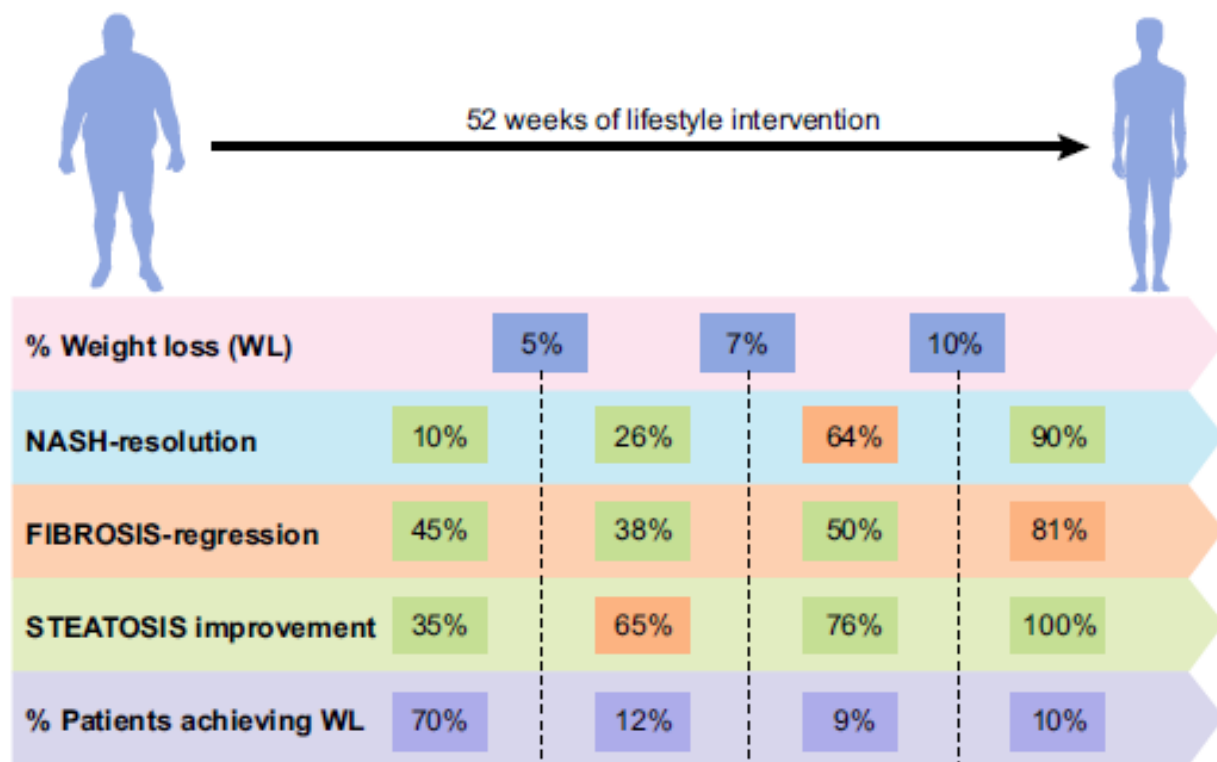 52 weeks of lifestyle intervention
% Weight loss (WL) 5% 7% 10%
NASH-resolution 10% 26% 64% 90%
FIBROSIS-regression 45% 38% 50% 81%
STEATOSIS improvement 35% 65% 76% 100%
% Patients achieving WL 70% 12% 9% 10%